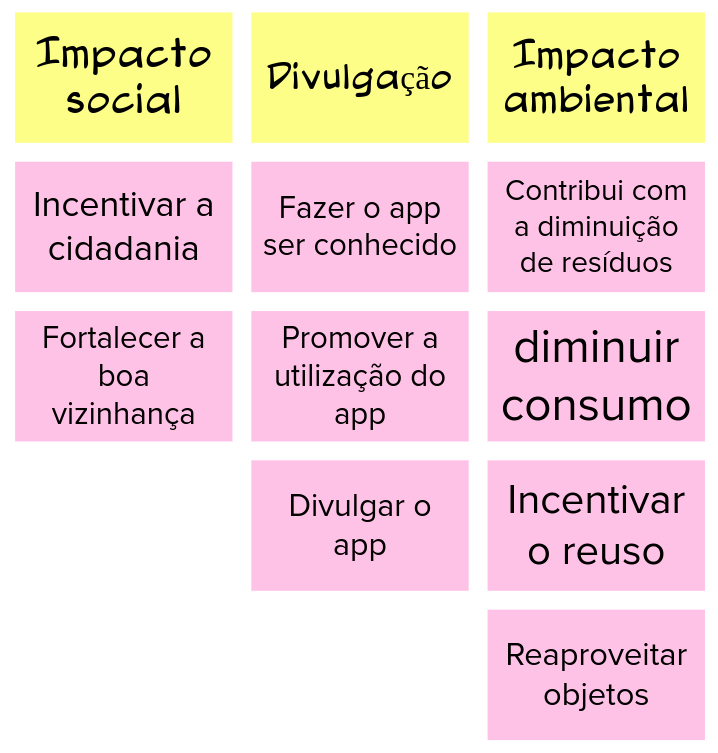 Impacto
social
Incentivar a
cidadania
Fortalecer a
boa
vizinhança
Divulgação
Fazer o app
ser conhecido
Promover a
utilização do
app
Divulgar o
app
Impacto
ambiental
Contribui com
a diminuição
de resíduos
diminuir
consumo
Incentivar
o reuso
Reaproveitar
objetos